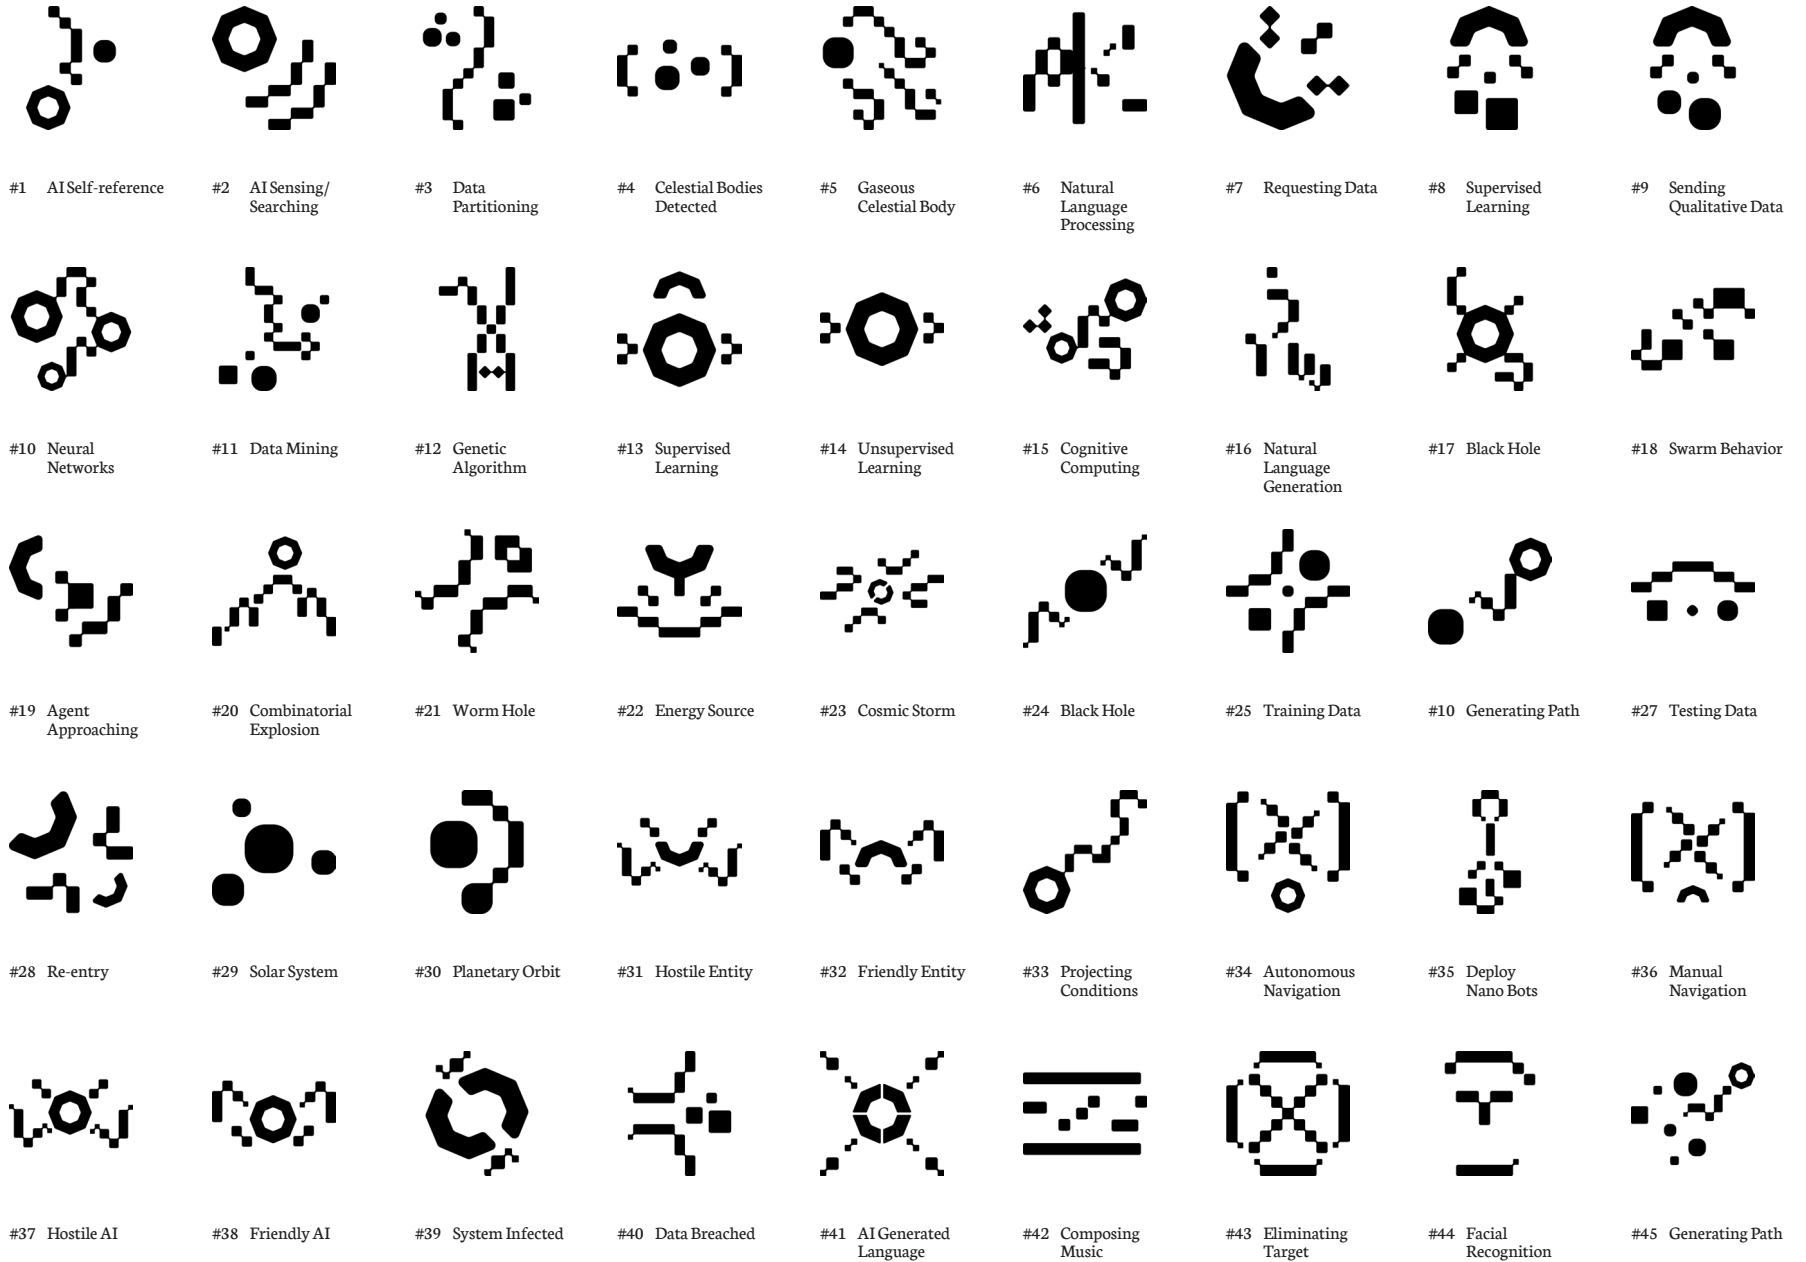 #1 AI Self-reference
#2 AI Sensing/
Searching
#3 Data
Partitioning
#4 Celestial Bodies
Detected
#5 Gaseous
Celestial Body
#6 Natural
Language
Processing
#7 Requesting Data
#8 Supervised
Learning
#9 Sending
Qualitative Data
#10 Neural
Networks
#11 Data Mining
#12 Genetic
Algorithm
#13 Supervised
Learning
#14 Unsupervised
Learning
#15 Cognitive
Computing
#16 Natural
Language
Generation
#17 Black Hole
#18 Swarm Behavior
#19 Agent
Approaching
#20 Combinatorial
Explosion
#21 Worm Hole
#22 Energy Source
#23 Cosmic Storm
#24 Black Hole
#25 Training Data
#10 Generating Path
#27 Testing Data
#28 Re-entry
#29 Solar System
#30 Planetary Orbit
#31 Hostile Entity
#32 Friendly Entity
#33 Projecting
Conditions
#34 Autonomous
Navigation
#35 Deploy
Nano Bots
#36 Manual
Navigation
#37 Hostile AI
#38 Friendly AI
#39 System Infected
#40 Data Breached
#41 AI Generated
Language
#42 Composing
Music
#43 Eliminating
Target
#44 Facial
Recognition
#45 Generating Path